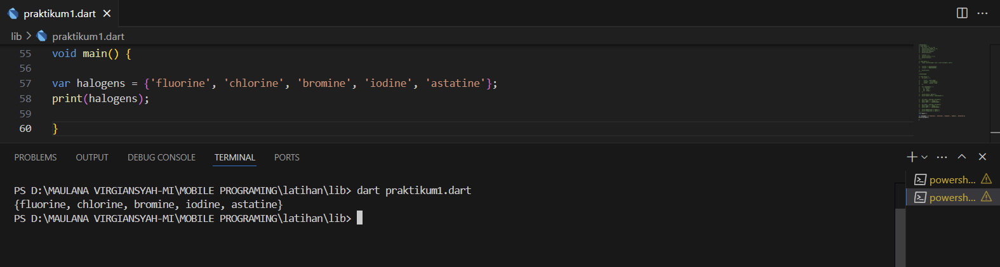 praktikum1.dart
lib > praktikum1.dart
55 void main() {
56
57 var halogens = {'fluorine', 'chlorine', 'bromine', 'iodine', 'astatine'};
58 print(halogens);
59
60 }
PROBLEMS OUTPUT DEBUG CONSOLE TERMINAL PORTS
PS D:\MAULANA VIRGIANSYAH-MI\MOBILE PROGRAMING\latihan\lib> dart praktikum1.dart
{fluorine, chlorine, bromine, iodine, astatine}
PS D:\MAULANA VIRGIANSYAH-MI\MOBILE PROGRAMING\latihan\lib>
powersh...
powersh...